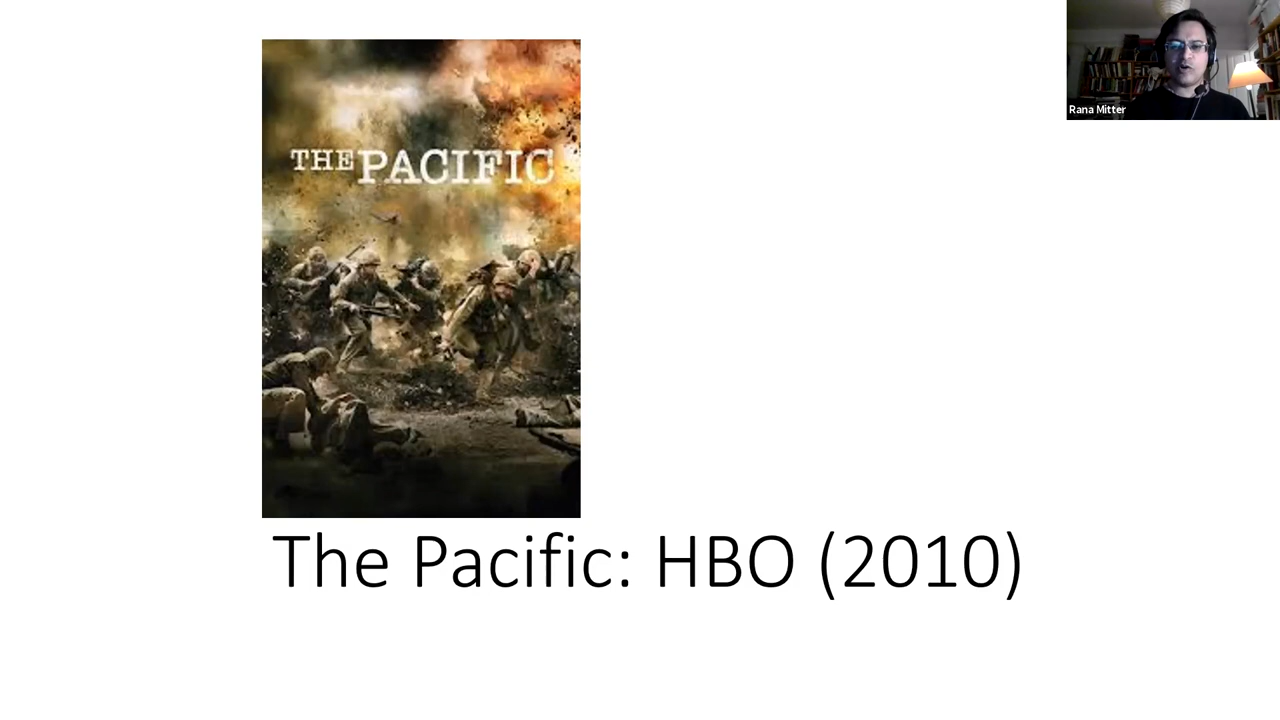 THE PACIFIC
Rana Mitter
The Pacific: HBO (2010)